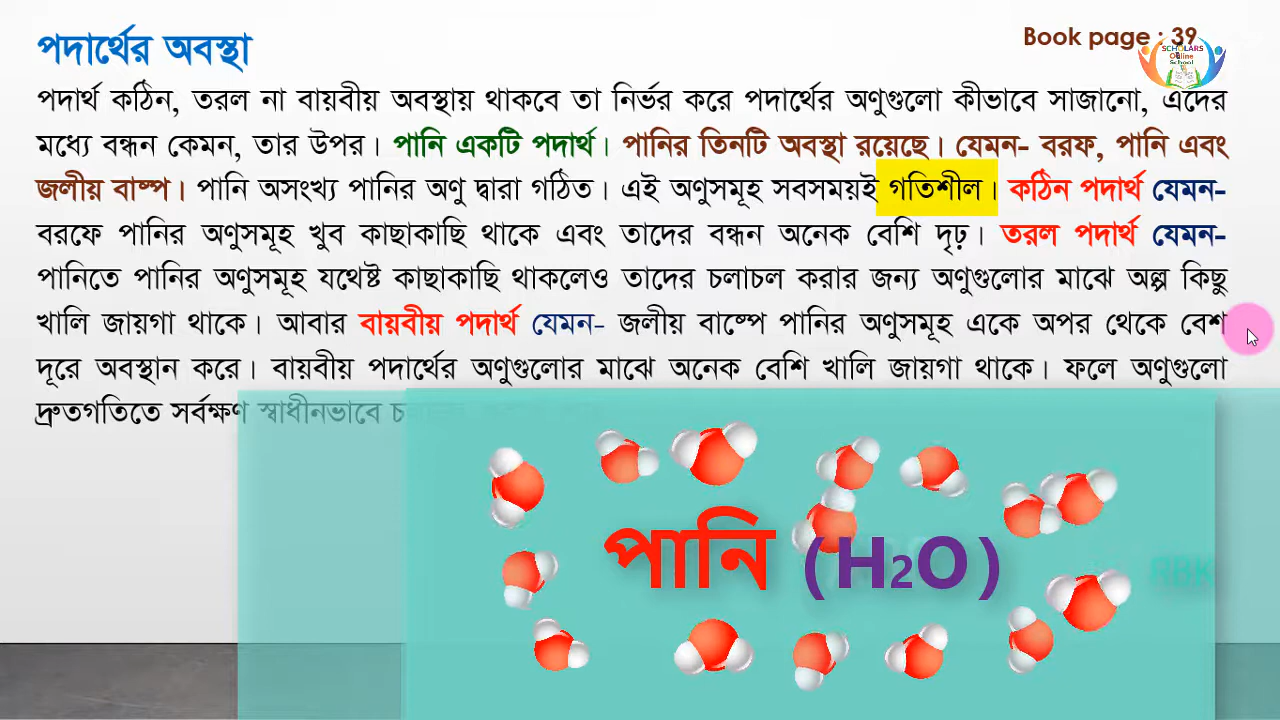 পদার্থের অবস্থা
Book page : 39
SCHOLARS
Online
School
পদার্থ কঠিন, তরল না বায়বীয় অবস্থায় থাকবে তা নির্ভর করে পদার্থের অণুগুলো কীভাবে সাজানো, এদের
মধ্যে বন্ধন কেমন, তার উপর। পানি একটি পদার্থ। পানির তিনটি অবস্থা রয়েছে। যেমন- বরফ, পানি এবং
জলীয় বাষ্প। পানি অসংখ্য পানির অণু দ্বারা গঠিত। এই অণুসমূহ সবসময়ই গতিশীল। কঠিন পদার্থ যেমন-
বরফে পানির অণুসমূহ খুব কাছাকাছি থাকে এবং তাদের বন্ধন অনেক বেশি দৃঢ়। তরল পদার্থ যেমন-
পানিতে পানির অণুসমূহ যথেষ্ট কাছাকাছি থাকলেও তাদের চলাচল করার জন্য অণুগুলোর মাঝে অল্প কিছু
খালি জায়গা থাকে। আবার বায়বীয় পদার্থ যেমন- জলীয় বাষ্পে পানির অণুসমূহ একে অপর থেকে বেশ
দূরে অবস্থান করে। বায়বীয় পদার্থের অণুগুলোর মাঝে অনেক বেশি খালি জায়গা থাকে। ফলে অণুগুলো
দ্রুতগতিতে সর্বক্ষণ স্বাধীনভাবে
পানি (H2O)